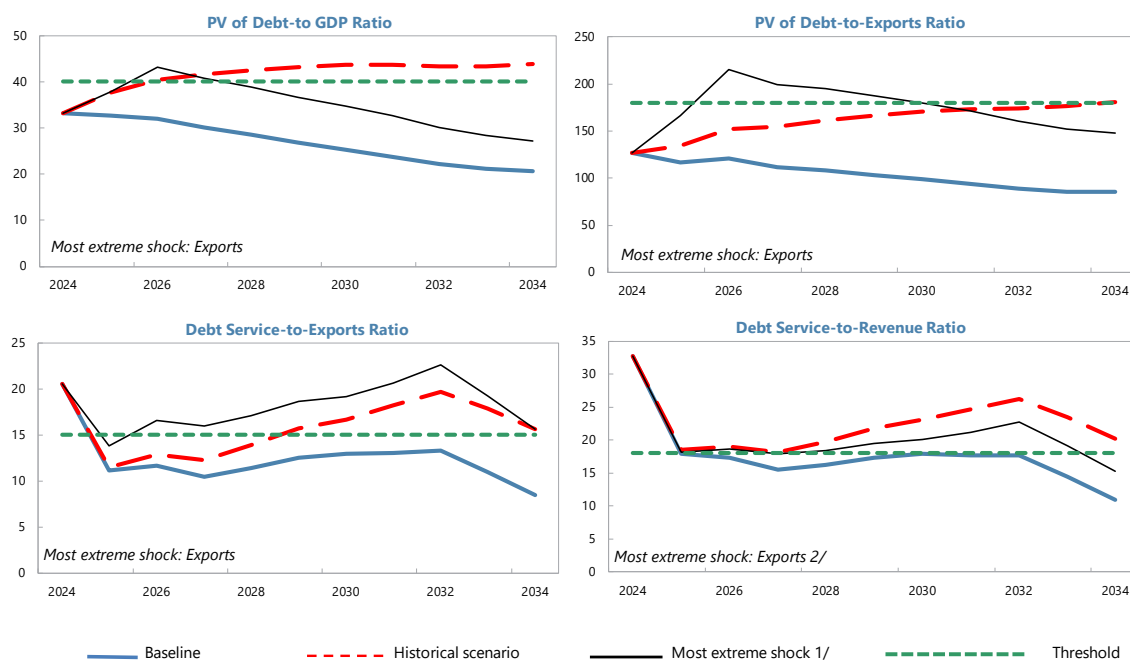 PV of Debt-to GDP Ratio
50
40
30
20
10
0
Most extreme shock: Exports
2024 2026 2028 2030 2032 2034
PV of Debt-to-Exports Ratio
250
200
150
100
50
0
Most extreme shock: Exports
2024 2026 2028 2030 2032 2034
Debt Service-to-Exports Ratio
25
20
15
10
5
0
Most extreme shock: Exports
2024 2026 2028 2030 2032 2034
Debt Service-to-Revenue Ratio
35
30
25
20
15
10
5
0
Most extreme shock: Exports 2/
2024 2026 2028 2030 2032 2034
Baseline Historical scenario Most extreme shock 1/ Threshold